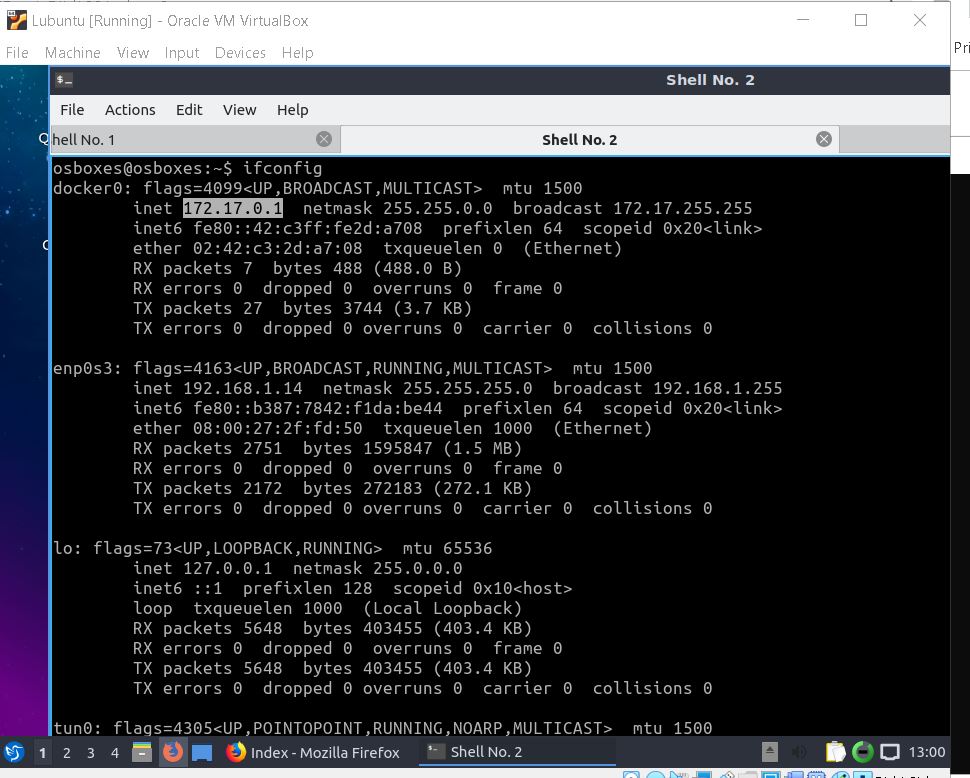 Lubuntu [Running] - Oracle VM VirtualBox
File Machine View Input Devices Help
Pri
Shell No. 2
File Actions Edit View Help
hell No. 1
Shell No. 2
osboxes@osboxes:~$ ifconfig
docker0: flags=4099<UP,BROADCAST,MULTICAST>  mtu 1500
inet 172.17.0.1  netmask 255.255.0.0  broadcast 172.17.255.255
inet6 fe80::42:c3ff:fe2d:a708  prefixlen 64  scopeid 0x20<link>
ether 02:42:c3:2d:a7:08  txqueuelen 0  (Ethernet)
RX packets 7  bytes 488 (488.0 B)
RX errors 0  dropped 0  overruns 0  frame 0
TX packets 27  bytes 3744 (3.7 KB)
TX errors 0  dropped 0 overruns 0  carrier 0  collisions 0
enp0s3: flags=4163<UP,BROADCAST,RUNNING,MULTICAST>  mtu 1500
inet 192.168.1.14  netmask 255.255.255.0  broadcast 192.168.1.255
inet6 fe80::b387:7842:f1da:be44  prefixlen 64  scopeid 0x20<link>
ether 08:00:27:2f:fd:50  txqueuelen 1000  (Ethernet)
RX packets 2751  bytes 1595847 (1.5 MB)
RX errors 0  dropped 0  overruns 0  frame 0
TX packets 2172  bytes 272183 (272.1 KB)
TX errors 0  dropped 0 overruns 0  carrier 0  collisions 0
lo: flags=73<UP,LOOPBACK,RUNNING>  mtu 65536
inet 127.0.0.1  netmask 255.0.0.0
inet6 ::1  prefixlen 128  scopeid 0x10<host>
loop  txqueuelen 1000  (Local Loopback)
RX packets 5648  bytes 403455 (403.4 KB)
RX errors 0  dropped 0  overruns 0  frame 0
TX packets 5648  bytes 403455 (403.4 KB)
TX errors 0  dropped 0 overruns 0  carrier 0  collisions 0
tun0: flags=4305<UP,POINTOPOINT,RUNNING,NOARP,MULTICAST>  mtu 1500
1 2 3 4 Index - Mozilla Firefox Shell No. 2 13:00